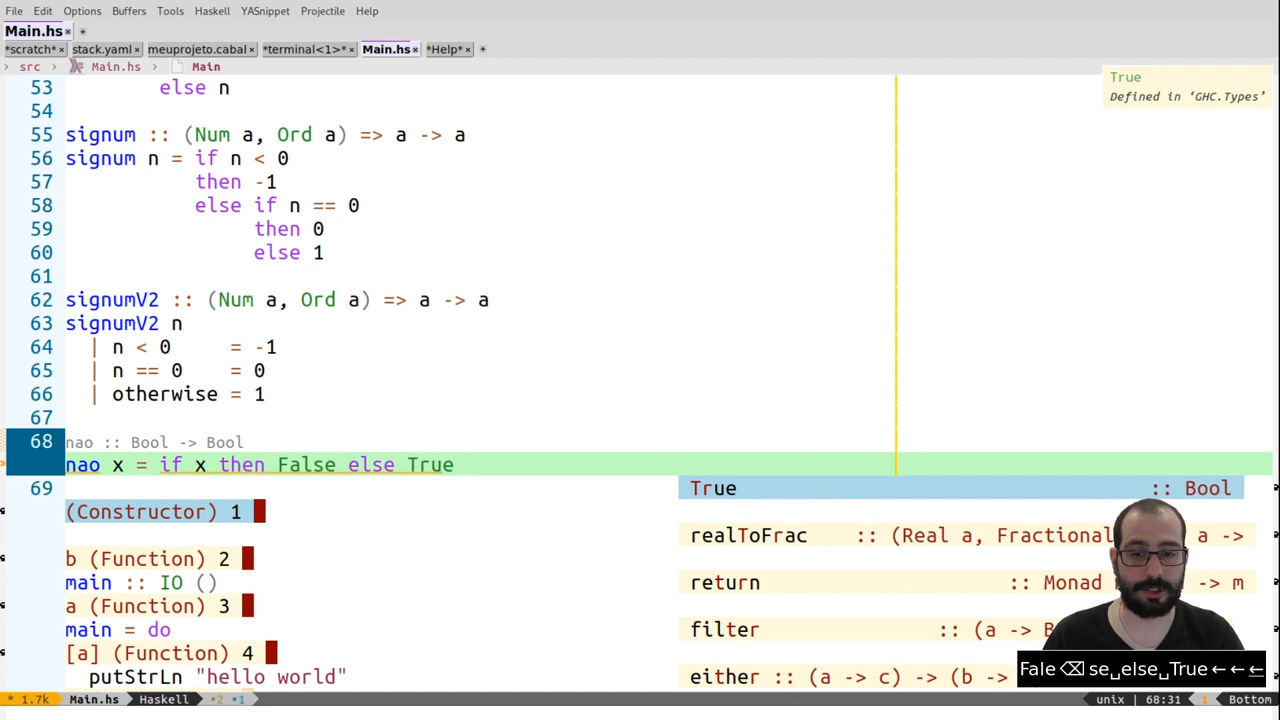 File Edit Options Buffers Tools Haskell YASnippet Projectile Help
Main.hs× +
*scratch*× stack.yaml× meuprojeto.cabal× *terminal<1>*× Main.hs× *Help*× +
› src › Main.hs › Main
True
Defined in ‘GHC.Types’
53 else n
54
55 signum :: (Num a, Ord a) => a -> a
56 signum n = if n < 0
57 then -1
58 else if n == 0
59 then 0
60 else 1
61
62 signumV2 :: (Num a, Ord a) => a -> a
63 signumV2 n
64 | n < 0 = -1
65 | n == 0 = 0
66 | otherwise = 1
67
68 nao :: Bool -> Bool
nao x = if x then False else True
69 True :: Bool
(Constructor) 1
realToFrac :: (Real a, Fractional a ->
b (Function) 2
main :: IO () return :: Monad -> m
a (Function) 3
main = do filter :: (a ->
[a] (Function) 4
putStrLn "hello world" either :: (a -> c) -> (b ->
Fale⌫se␣else␣True←←←
* 1.7k Main.hs Haskell *2 *1 unix | 68:31 Bottom